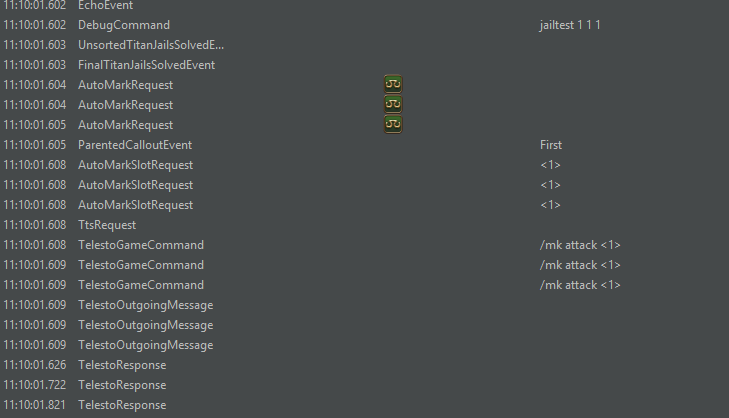 11:10:01.602 EchoEvent
11:10:01.602 DebugCommand jailtest 1 1 1
11:10:01.603 UnsortedTitanJailsSolvedE...
11:10:01.603 FinalTitanJailsSolvedEvent
11:10:01.604 AutoMarkRequest
11:10:01.604 AutoMarkRequest
11:10:01.605 AutoMarkRequest
11:10:01.605 ParentedCalloutEvent First
11:10:01.608 AutoMarkSlotRequest <1>
11:10:01.608 AutoMarkSlotRequest <1>
11:10:01.608 AutoMarkSlotRequest <1>
11:10:01.608 TtsRequest
11:10:01.608 TelestoGameCommand /mk attack <1>
11:10:01.609 TelestoGameCommand /mk attack <1>
11:10:01.609 TelestoGameCommand /mk attack <1>
11:10:01.609 TelestoOutgoingMessage
11:10:01.609 TelestoOutgoingMessage
11:10:01.609 TelestoOutgoingMessage
11:10:01.626 TelestoResponse
11:10:01.722 TelestoResponse
11:10:01.821 TelestoResponse